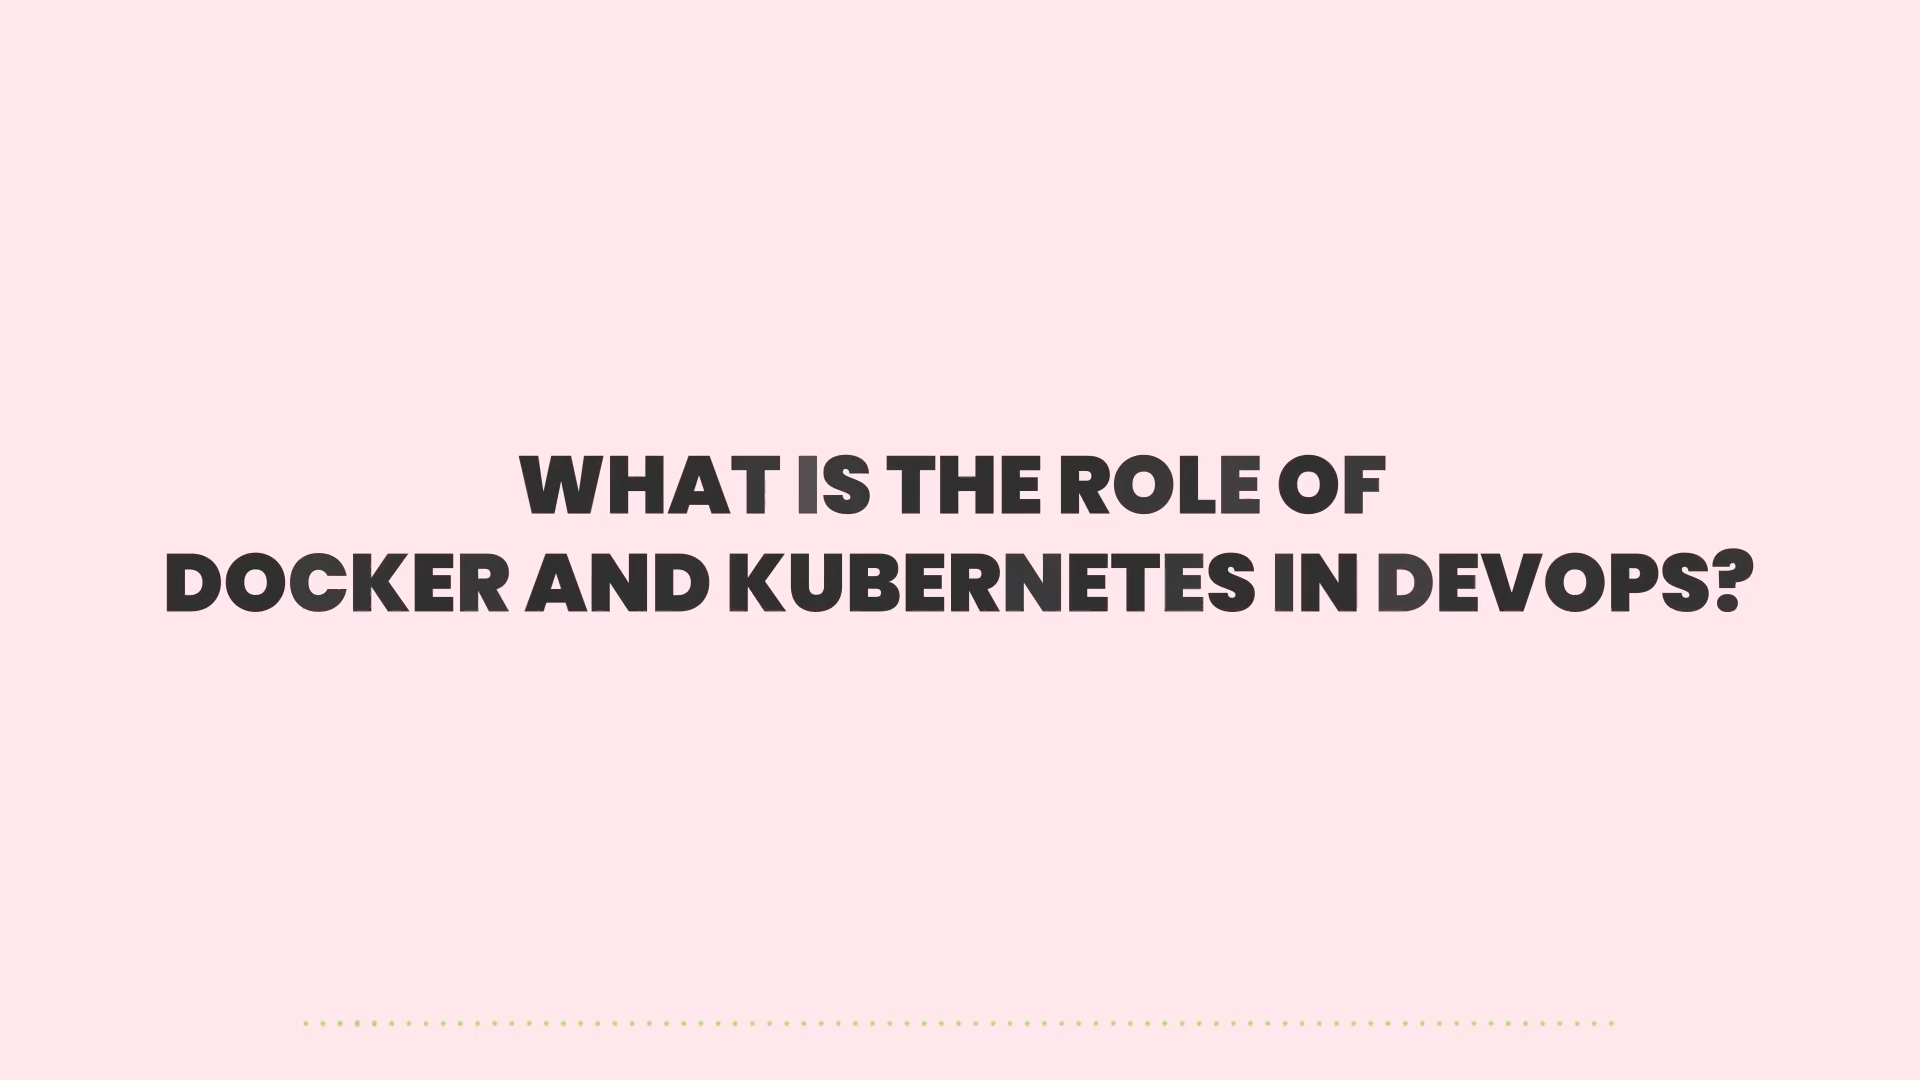 WHAT IS THE ROLE OF
DOCKER AND KUBERNETES IN DEVOPS?